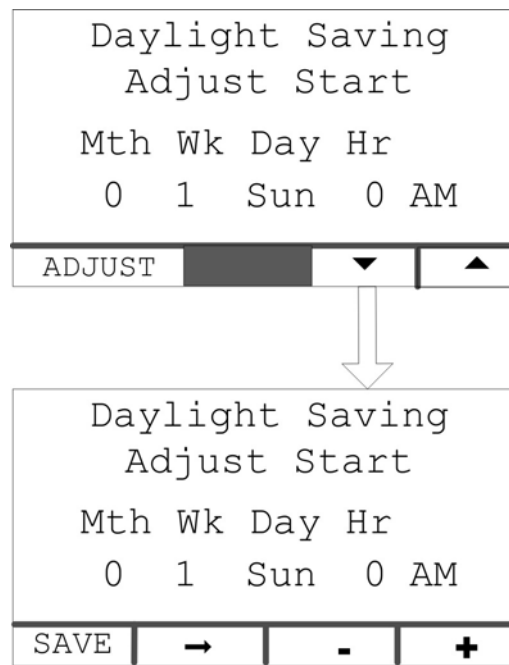 Daylight Saving
Adjust Start
Mth Wk Day Hr
0 1 Sun 0 AM
ADJUST ▼ ▲
Daylight Saving
Adjust Start
Mth Wk Day Hr
0 1 Sun 0 AM
SAVE → - +